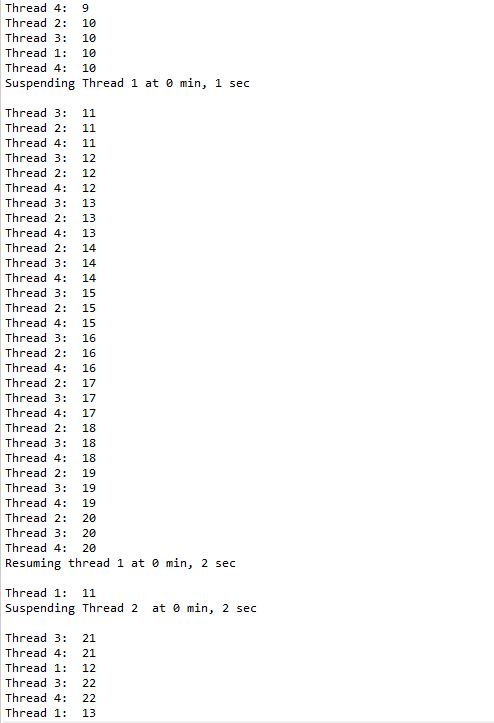 Thread 4:  9
Thread 2:  10
Thread 3:  10
Thread 1:  10
Thread 4:  10
Suspending Thread 1 at 0 min, 1 sec
Thread 3:  11
Thread 2:  11
Thread 4:  11
Thread 3:  12
Thread 2:  12
Thread 4:  12
Thread 3:  13
Thread 2:  13
Thread 4:  13
Thread 2:  14
Thread 3:  14
Thread 4:  14
Thread 3:  15
Thread 2:  15
Thread 4:  15
Thread 3:  16
Thread 2:  16
Thread 4:  16
Thread 2:  17
Thread 3:  17
Thread 4:  17
Thread 2:  18
Thread 3:  18
Thread 4:  18
Thread 2:  19
Thread 3:  19
Thread 4:  19
Thread 2:  20
Thread 3:  20
Thread 4:  20
Resuming thread 1 at 0 min, 2 sec
Thread 1:  11
Suspending Thread 2  at 0 min, 2 sec
Thread 3:  21
Thread 4:  21
Thread 1:  12
Thread 3:  22
Thread 4:  22
Thread 1:  13